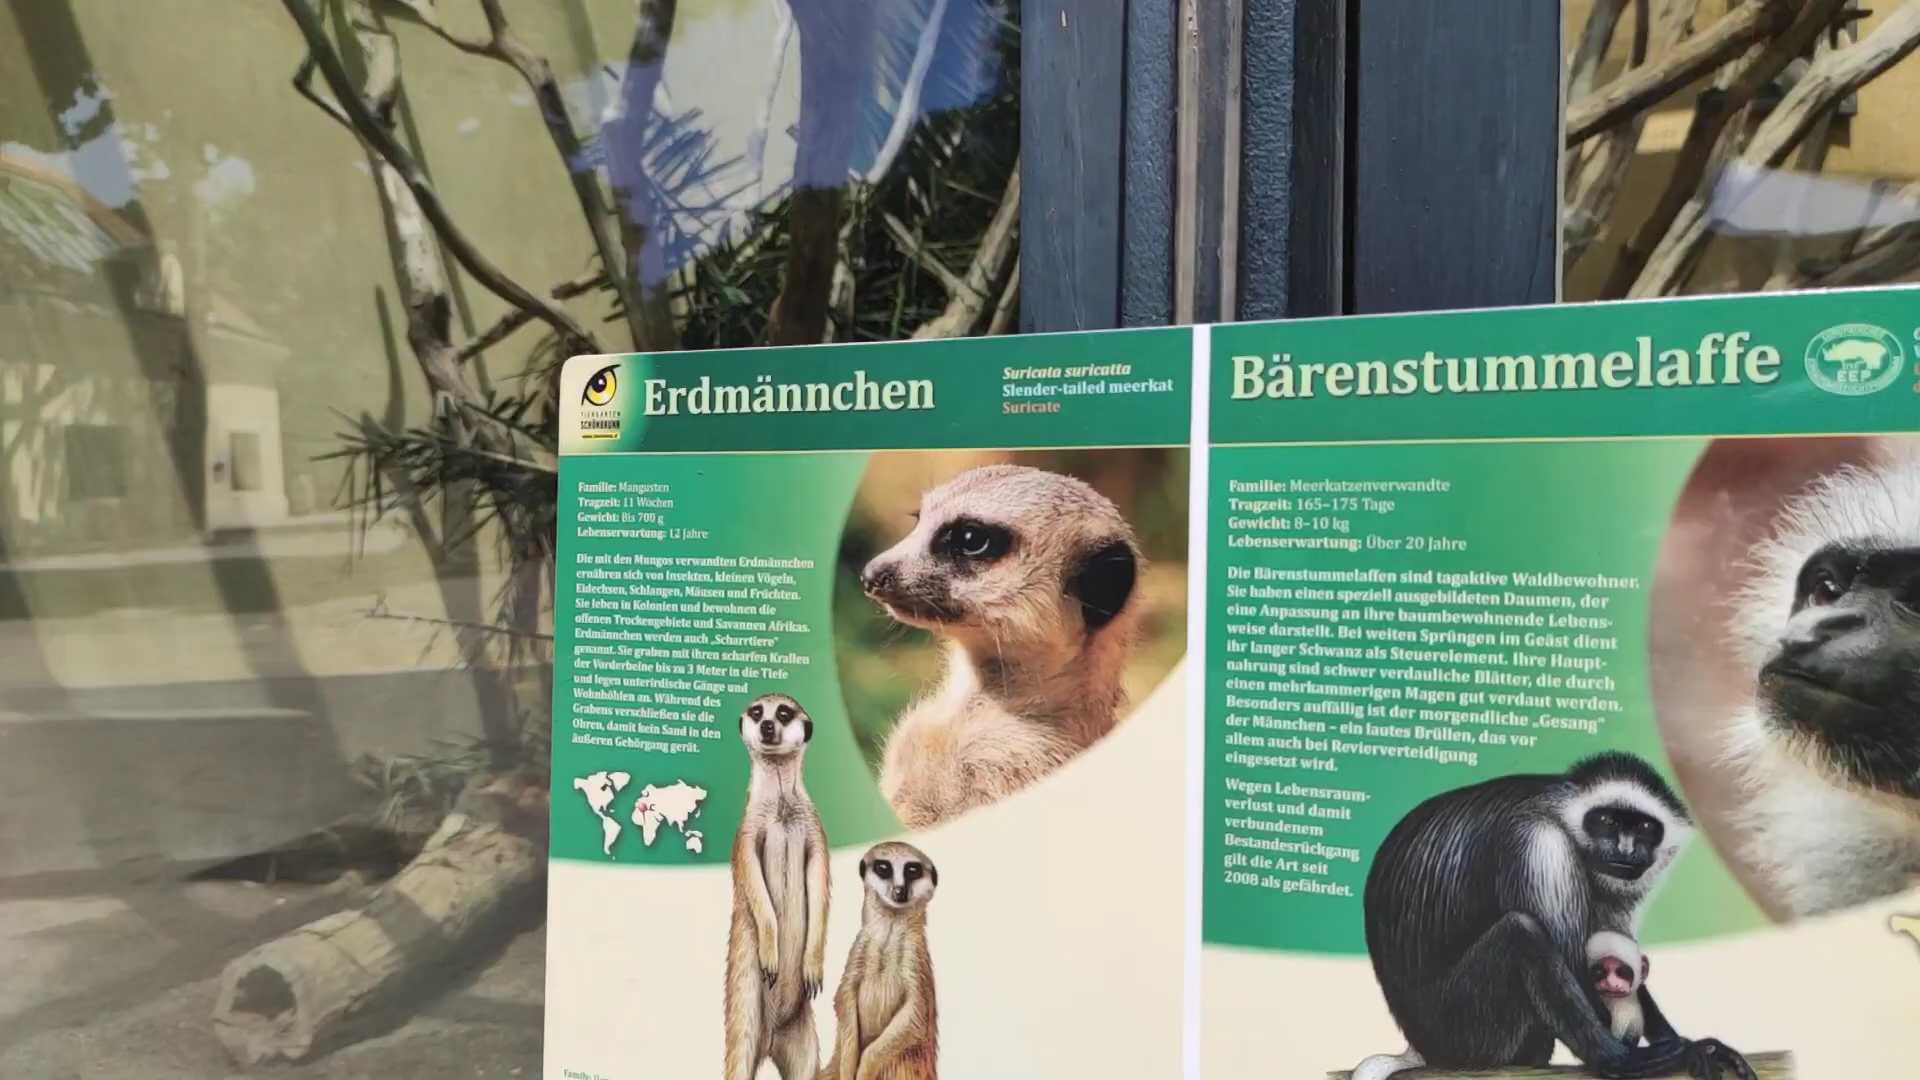 TIERGARTEN
SCHÖNBRUNN
Erdmännchen
Suricata suricatta
Slender-tailed meerkat
Suricate
Familie: Mangusten
Tragzeit: 11 Wochen
Gewicht: Bis 700 g
Lebenserwartung: 12 Jahre
Die mit den Mungos verwandten Erdmännchen
ernähren sich von Insekten, kleinen Vögeln,
Eidechsen, Schlangen, Mäusen und Früchten.
Sie leben in Kolonien und bewohnen die
offenen Trockengebiete und Savannen Afrikas.
Erdmännchen werden auch „Scharrtiere“
genannt. Sie graben mit ihren scharfen Krallen
der Vorderbeine bis zu 3 Meter in die Tiefe
und legen unterirdische Gänge und
Wohnhöhlen an. Während des
Grabens verschließen sie die
Ohren, damit kein Sand in den
äußeren Gehörgang gerät.
Bärenstummelaffe
EEP
Familie: Meerkatzenverwandte
Tragzeit: 165–175 Tage
Gewicht: 8–10 kg
Lebenserwartung: Über 20 Jahre
Die Bärenstummelaffen sind tagaktive Waldbewohner.
Sie haben einen speziell ausgebildeten Daumen, der
eine Anpassung an ihre baumbewohnende Lebens-
weise darstellt. Bei weiten Sprüngen im Geäst dient
ihr langer Schwanz als Steuerelement. Ihre Haupt-
nahrung sind schwer verdauliche Blätter, die durch
einen mehrkammerigen Magen gut verdaut werden.
Besonders auffällig ist der morgendliche „Gesang“
der Männchen – ein lautes Brüllen, das vor
allem auch bei Revierverteidigung
eingesetzt wird.
Wegen Lebensraum-
verlust und damit
verbundenem
Bestandesrückgang
gilt die Art seit
2008 als gefährdet.